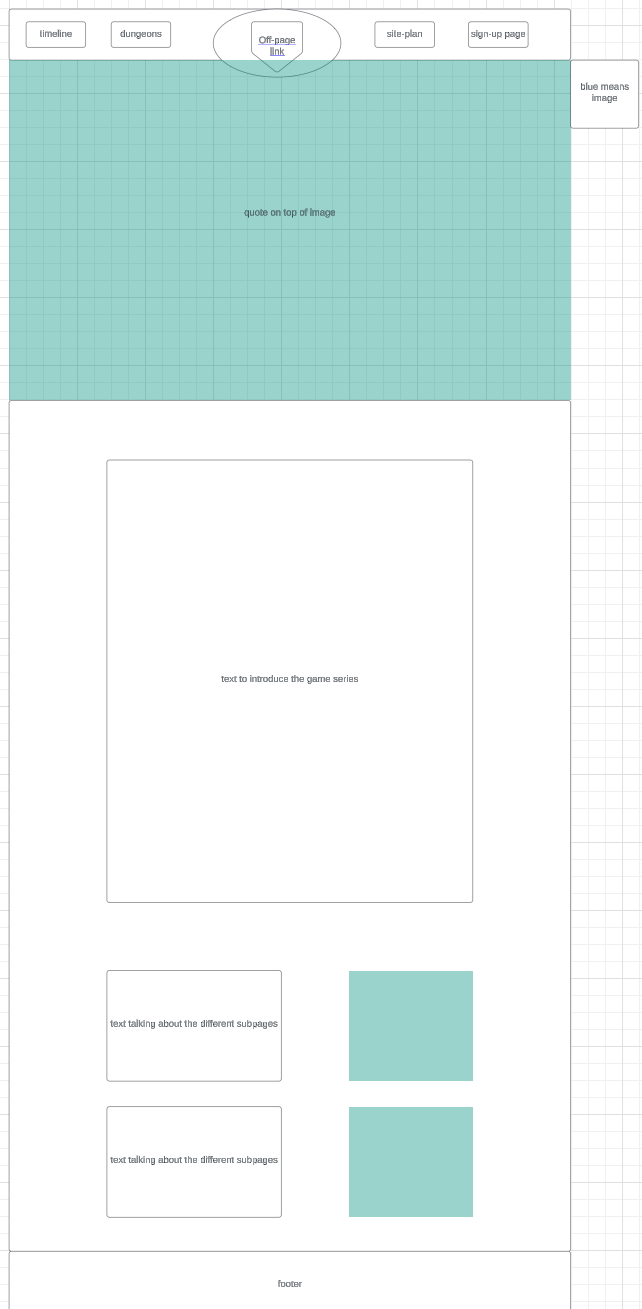 timeline
dungeons
Off-page
link
site-plan
sign-up page
blue means
image
quote on top of image
text to introduce the game series
text talking about the different subpages
text talking about the different subpages
footer